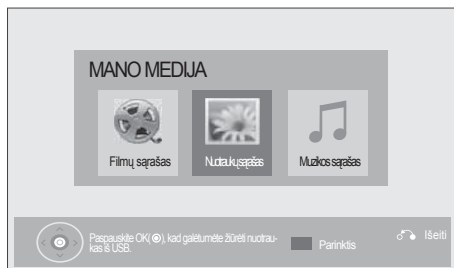 MANO MEDIJA
Filmų sąrašas
Nuotraukų sąrašas
Muzikos sąrašas
Paspauskite OK(◉), kad galėtumėte žiūrėti nuotrau-
kas iš USB.
Parinktis
Išeiti